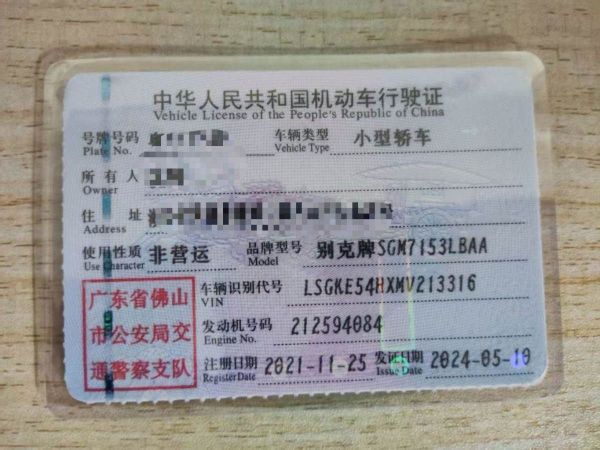 中华人民共和国机动车行驶证
Vehicle License of the People's Republic of China
号牌号码 车辆类型 小型轿车
Plate No. Vehicle Type
所有人
Owner
住址 号
Address
使用性质 非营运 品牌型号 别克牌SGM7153LBAA
Use Character Model
广东省佛山
市公安局交
通警察支队
车辆识别代号 LSGKE54HXMV213316
VIN
发动机号码 212594084
Engine No.
注册日期 2021-11-25 发证日期 2024-05-10
Register Date Issue Date